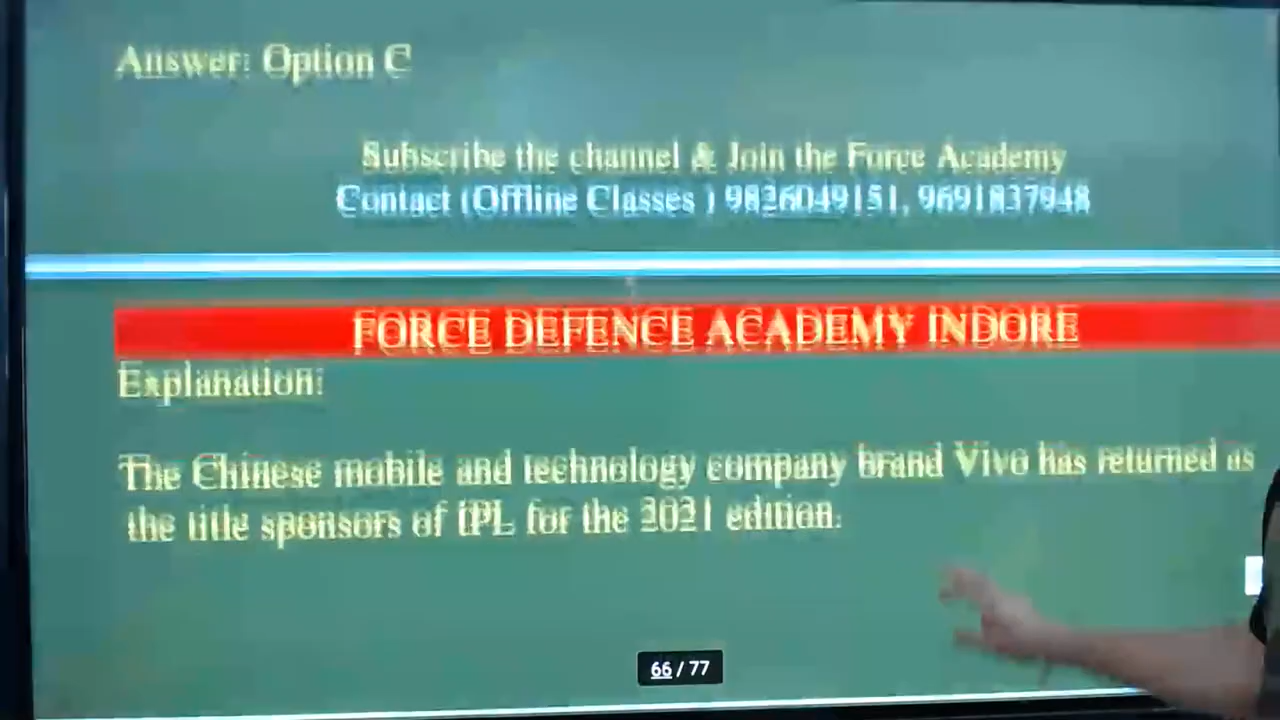 Answer: Option C
Subscribe the channel & Join the Force Academy
Contact (Offline Classes ) 9826049151, 9691837948
FORCE DEFENCE ACADEMY INDORE
Explanation:
The Chinese mobile and technology company brand Vivo has returned as
the title sponsors of IPL for the 2021 edition.
66 / 77